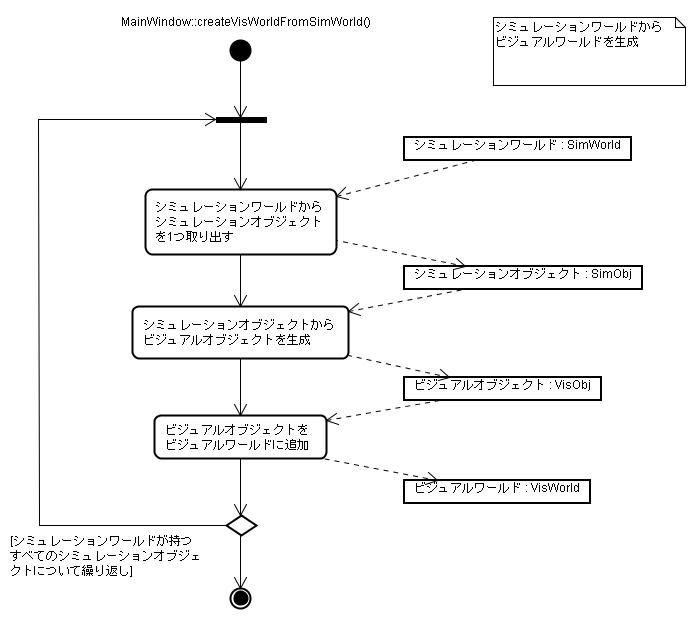 MainWindow::createVisWorldFromSimWorld()
シミュレーションワールドから
ビジュアルワールドを生成
シミュレーションワールド : SimWorld
シミュレーションワールドから
シミュレーションオブジェクト
を1つ取り出す
シミュレーションオブジェクト : SimObj
シミュレーションオブジェクトから
ビジュアルオブジェクトを生成
ビジュアルオブジェクト : VisObj
ビジュアルオブジェクトを
ビジュアルワールドに追加
ビジュアルワールド : VisWorld
[シミュレーションワールドが持つ
すべてのシミュレーションオブジェ
クトについて繰り返し]